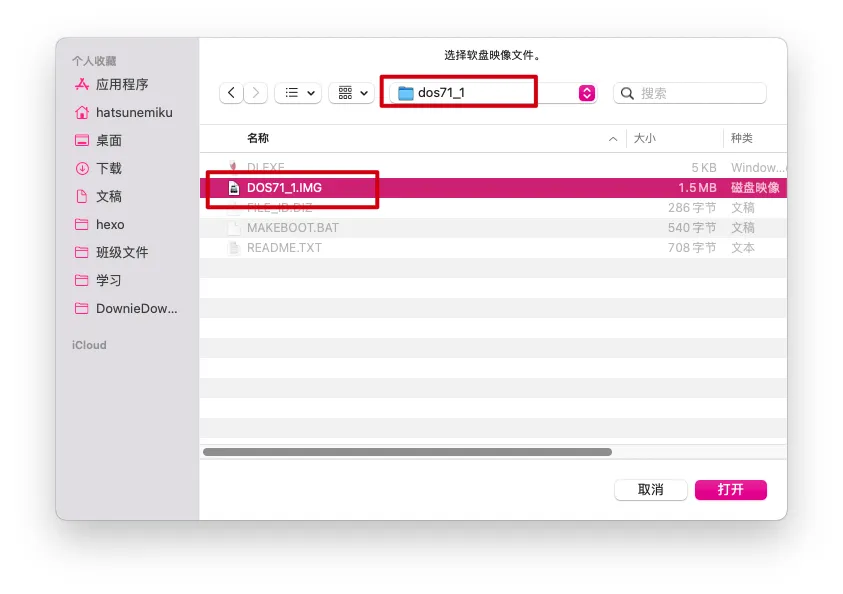 选择软盘映像文件。
个人收藏
应用程序
hatsunemiku
桌面
下载
文稿
hexo
班级文件
学习
DownieDow...
iCloud
dos71_1
搜索
名称 大小 种类
DI.EXE 5 KB Window...
DOS71_1.IMG 1.5 MB 磁盘映像
FILE_ID.DIZ 286 字节 文稿
MAKEBOOT.BAT 540 字节 文稿
README.TXT 708 字节 文本
取消 打开